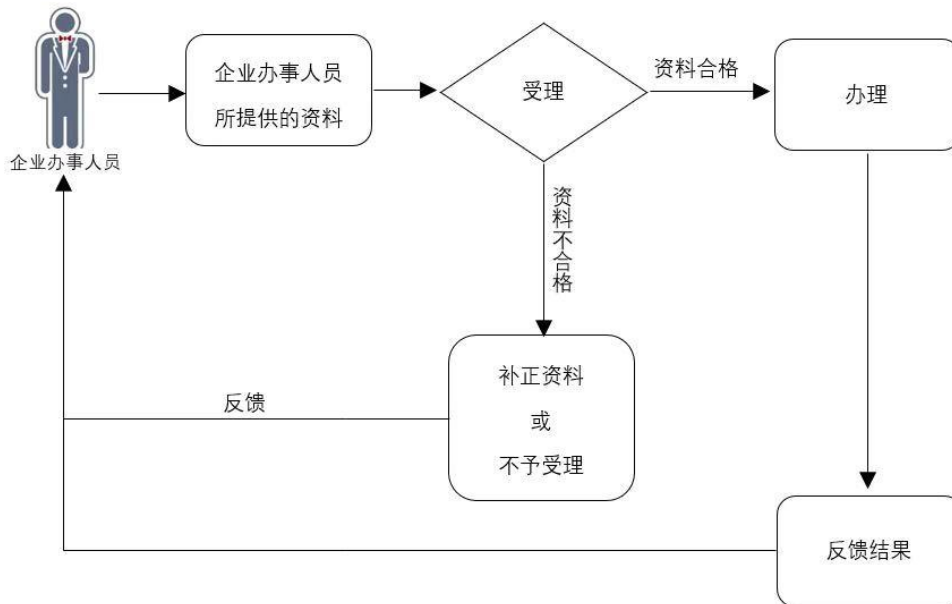 企业办事人员
企业办事人员
所提供的资料
受理
资料合格
办理
资料不合格
补正资料
或
不予受理
反馈
反馈结果